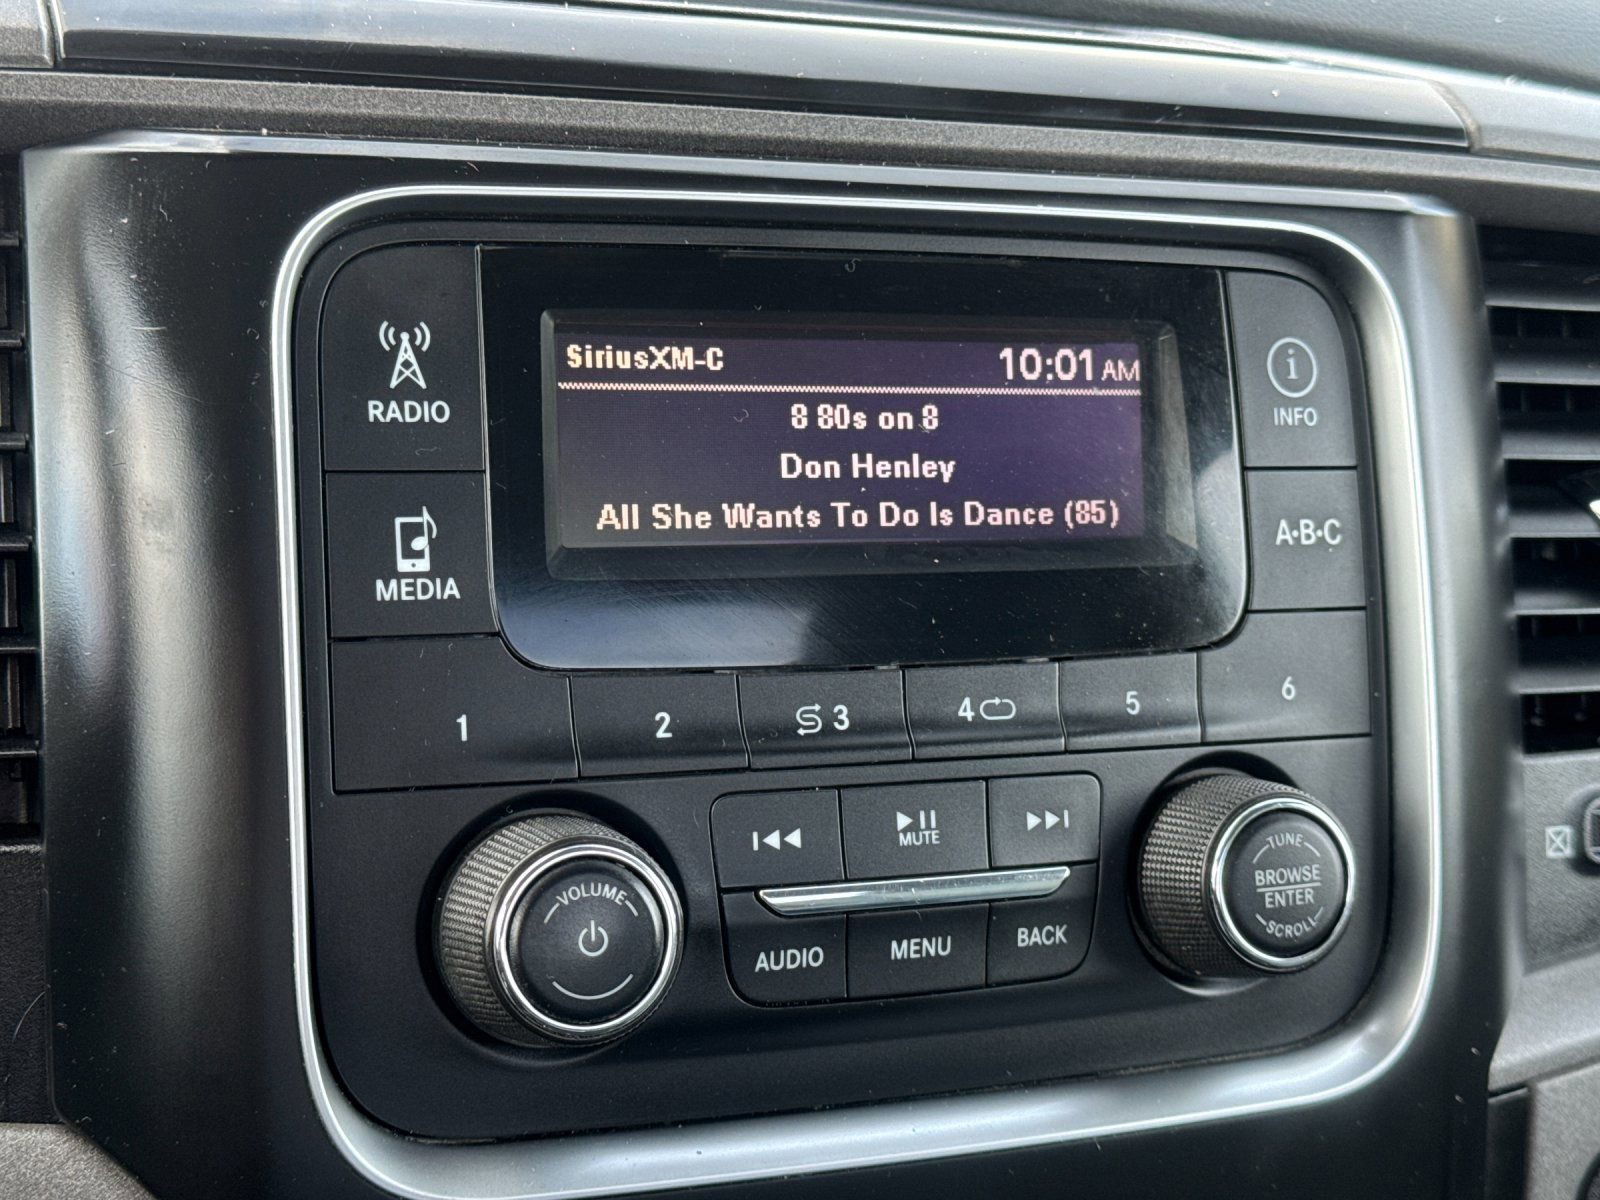 SiriusXM-C 10:01 AM
8 80s on 8
Don Henley
All She Wants To Do Is Dance (85)
RADIO
MEDIA
INFO
A•B•C
1
2
3
4
5
6
MUTE
AUDIO
MENU
BACK
VOLUME
TUNE
BROWSE
ENTER
SCROLL